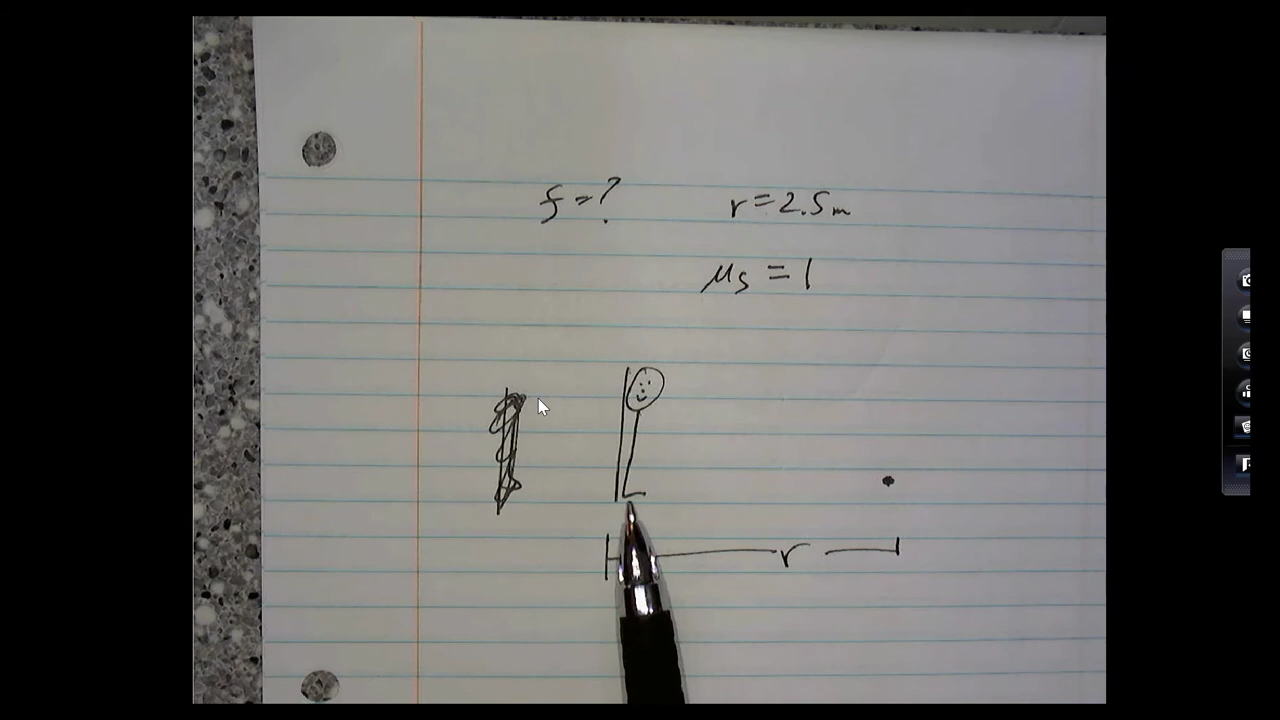 f = ? r = 2.5m
μs = 1
r